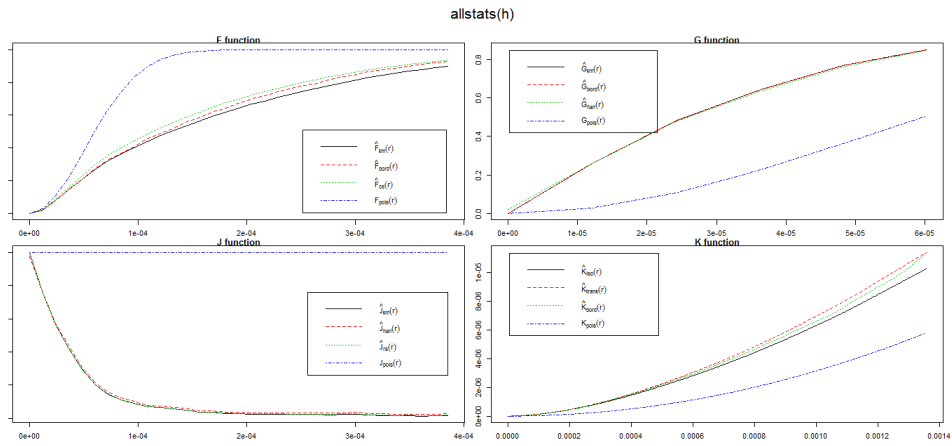 allstats(h)
F function
F̂km(r)
F̂bord(r)
F̂cs(r)
Fpois(r)
0e+00 1e-04 2e-04 3e-04 4e-04
G function
Ĝkm(r)
Ĝbord(r)
Ĝhan(r)
Gpois(r)
0.0 0.2 0.4 0.6 0.8
0e+00 1e-05 2e-05 3e-05 4e-05 5e-05 6e-05
J function
Ĵkm(r)
Ĵhan(r)
Ĵrs(r)
Jpois(r)
0e+00 1e-04 2e-04 3e-04 4e-04
K function
K̂iso(r)
K̂trans(r)
K̂bord(r)
Kpois(r)
0e+00 2e-06 4e-06 6e-06 8e-06 1e-05
0.0000 0.0002 0.0004 0.0006 0.0008 0.0010 0.0012 0.0014